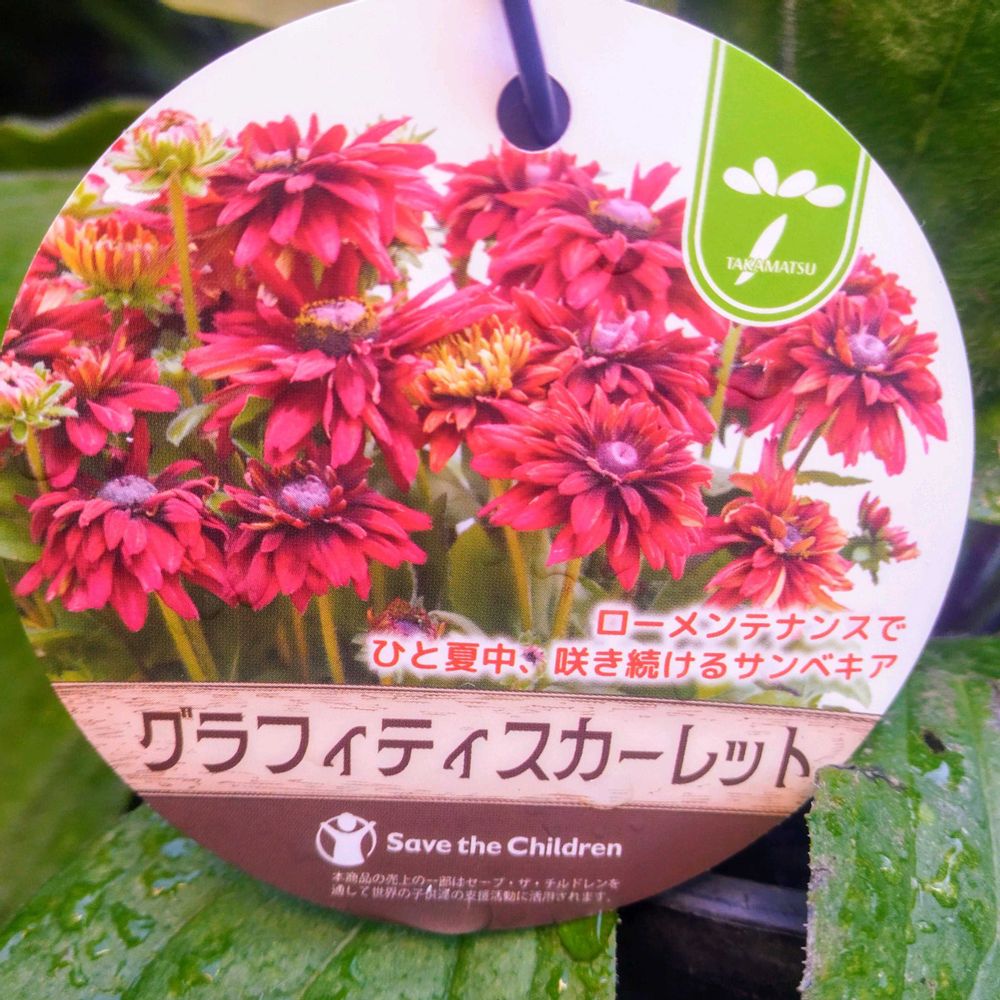 TAKAMATSU
ローメンテナンスで
ひと夏中、咲き続けるサンベキア
グラフィティスカーレット
Save the Children
本商品の売上の一部はセーブ・ザ・チルドレンを
通して世界の子供達の支援活動に活用されます。